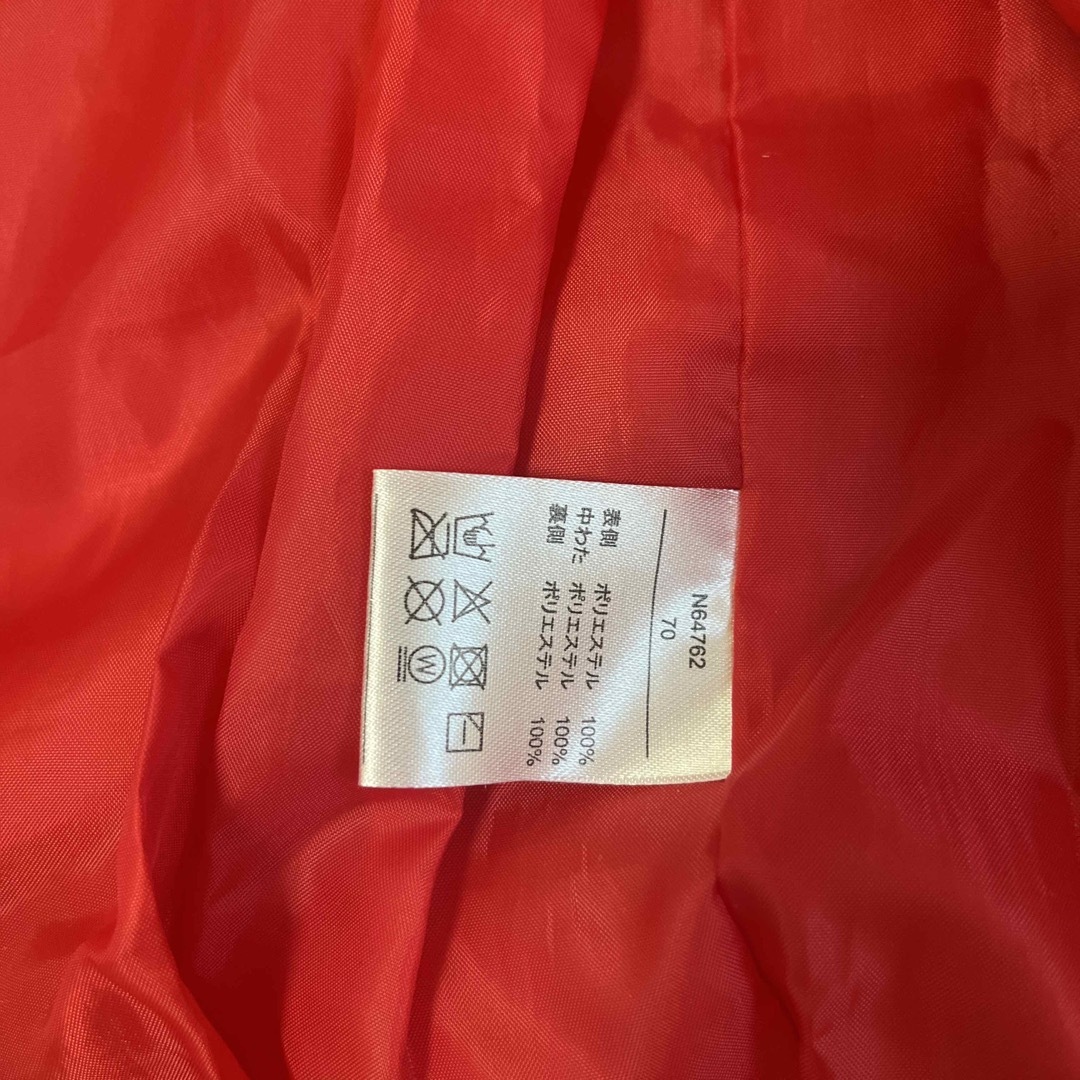 N64762
70
表側 ポリエステル 100%
中わた ポリエステル 100%
裏側 ポリエステル 100%
W